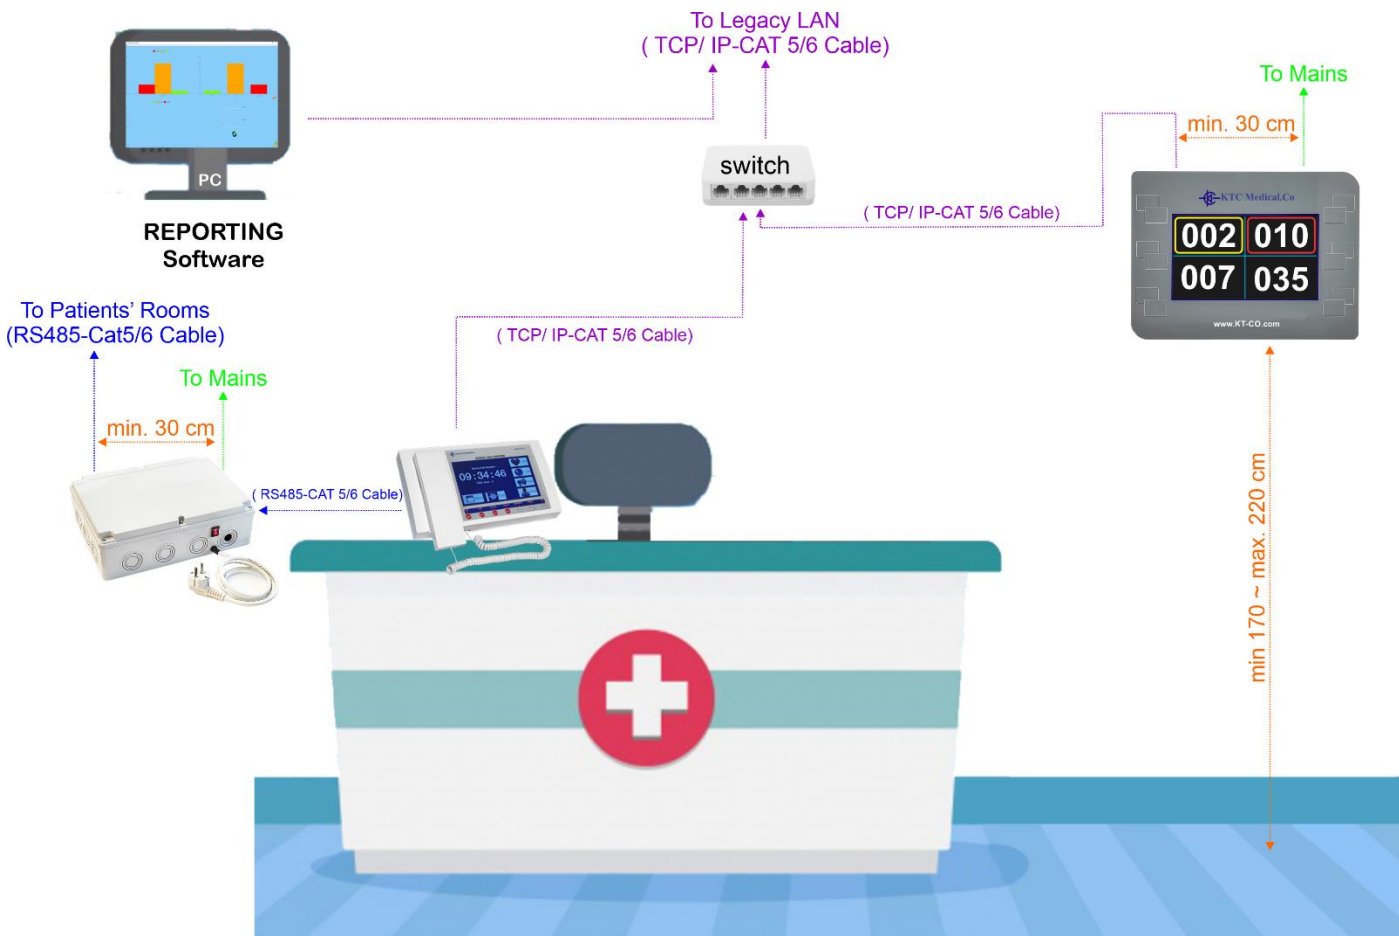 To Legacy LAN
( TCP/ IP-CAT 5/6 Cable)
To Mains
min. 30 cm
switch
PC
REPORTING
Software
( TCP/ IP-CAT 5/6 Cable)
KTC Medical.Co
002 010
007 035
www.KT-CO.com
To Patients' Rooms
(RS485-Cat5/6 Cable)
( TCP/ IP-CAT 5/6 Cable)
To Mains
min. 30 cm
( RS485-CAT 5/6 Cable)
09:34:46
min 170 ~ max. 220 cm